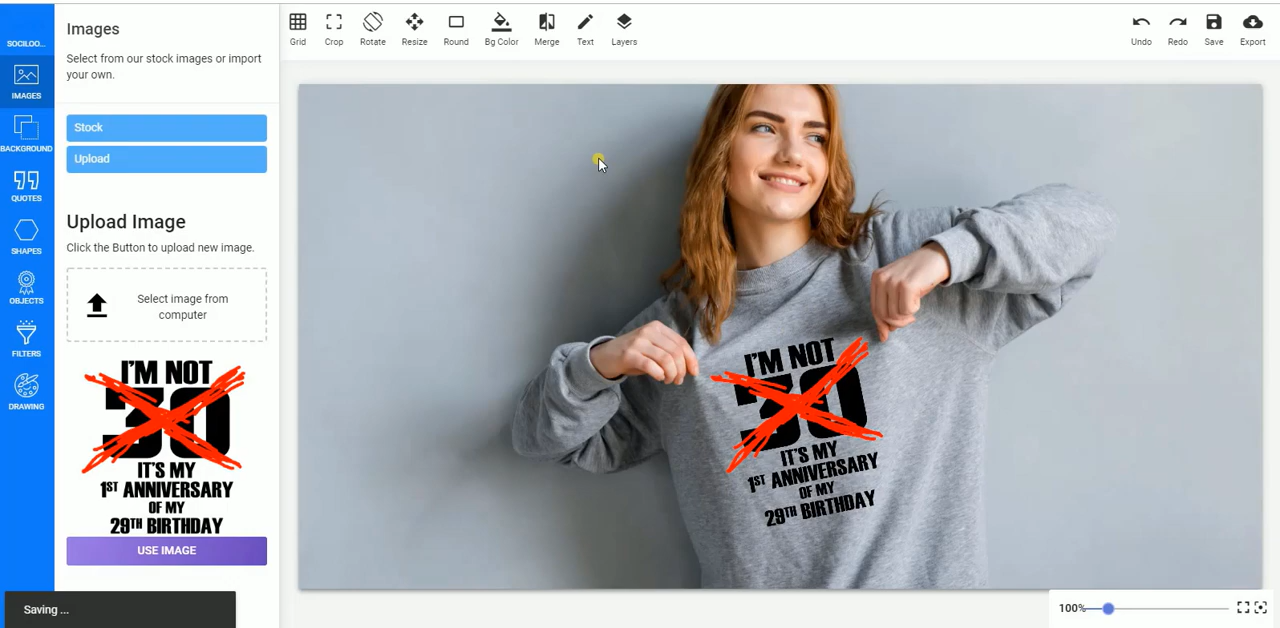 SOCILOO...
IMAGES
BACKGROUND
QUOTES
SHAPES
OBJECTS
FILTERS
DRAWING
Images
Select from our stock images or import
your own.
Stock
Upload
Upload Image
Click the Button to upload new image.
Select image from
computer
I'M NOT
30
IT'S MY
1ST ANNIVERSARY
OF MY
29TH BIRTHDAY
USE IMAGE
Saving ...
Grid
Crop
Rotate
Resize
Round
Bg Color
Merge
Text
Layers
Undo
Redo
Save
Export
I'M NOT
30
IT'S MY
1ST ANNIVERSARY
OF MY
29TH BIRTHDAY
100%